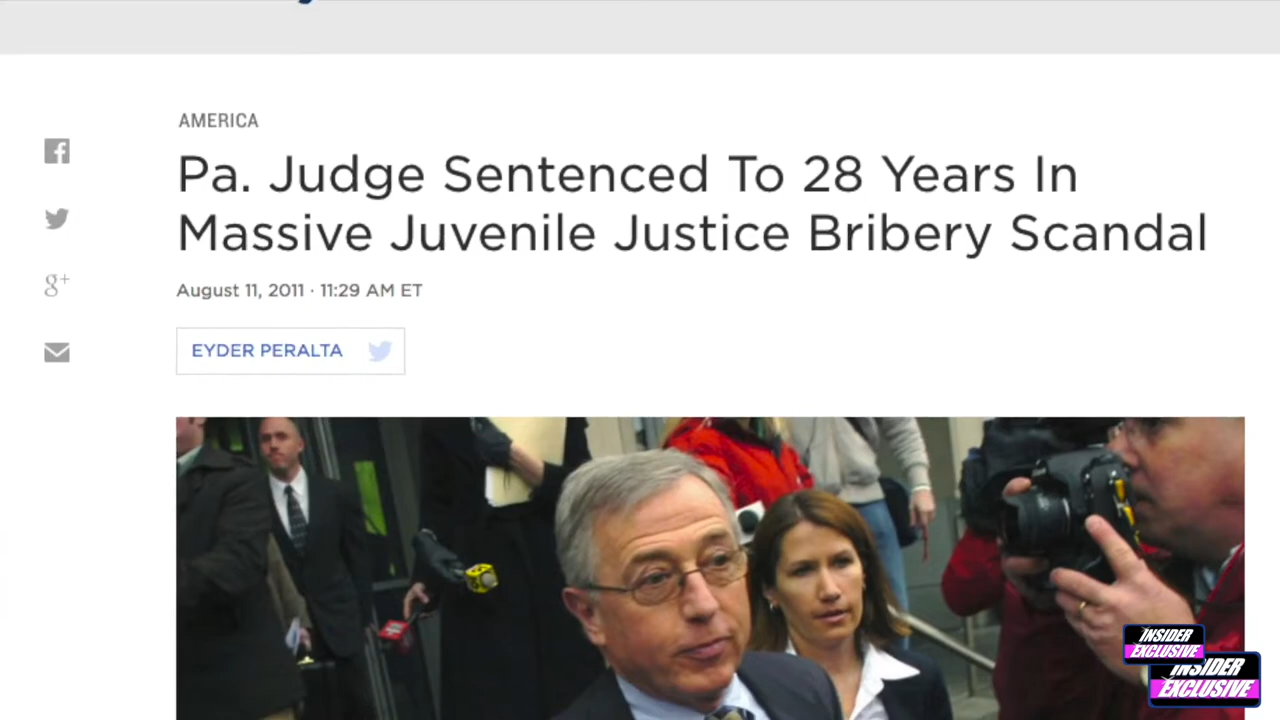 AMERICA
Pa. Judge Sentenced To 28 Years In
Massive Juvenile Justice Bribery Scandal
August 11, 2011 · 11:29 AM ET
EYDER PERALTA
INSIDER
EXCLUSIVE
INSIDER
EXCLUSIVE